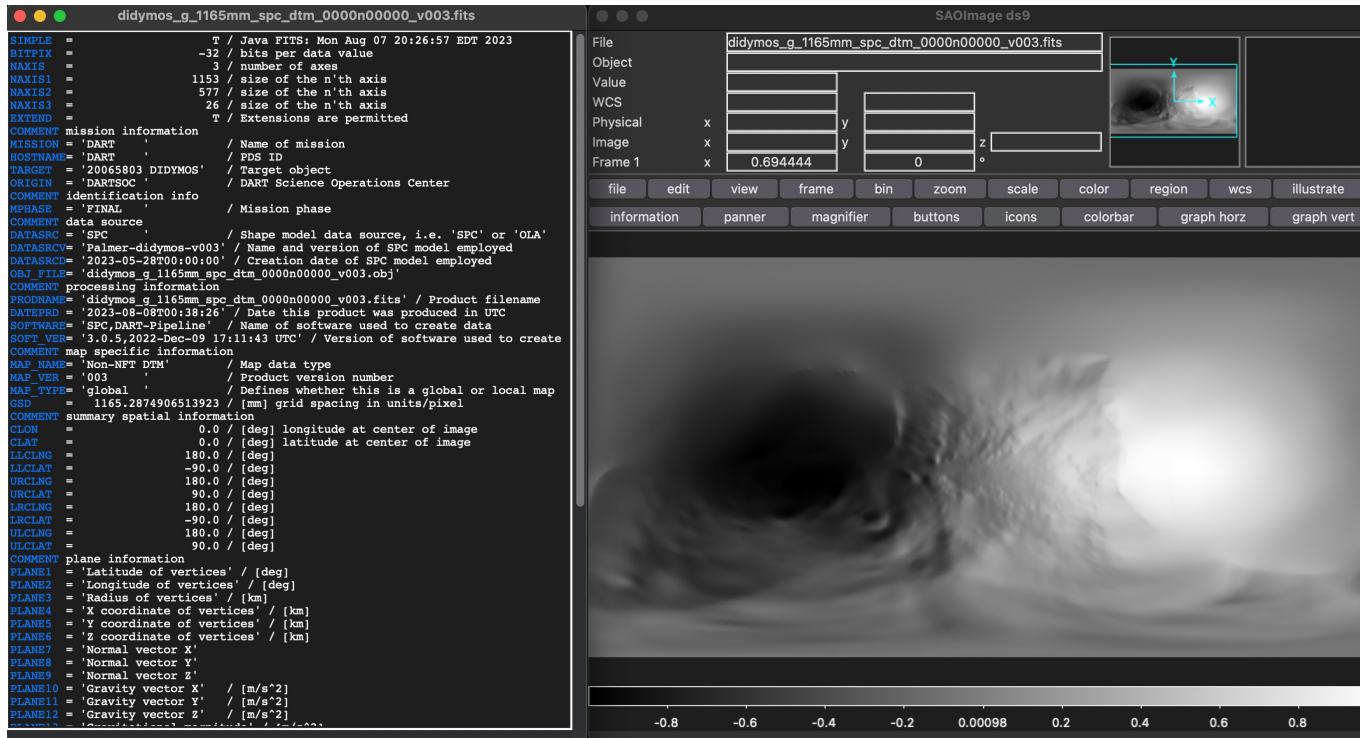 didymos_g_1165mm_spc_dtm_0000n00000_v003.fits
SIMPLE = T / Java FITS: Mon Aug 07 20:26:57 EDT 2023
BITPIX = -32 / bits per data value
NAXIS = 3 / number of axes
NAXIS1 = 1153 / size of the n'th axis
NAXIS2 = 577 / size of the n'th axis
NAXIS3 = 26 / size of the n'th axis
EXTEND = T / Extensions are permitted
COMMENT mission information
MISSION = 'DART ' / Name of mission
HOSTNAME= 'DART ' / PDS ID
TARGET = '20065803 DIDYMOS' / Target object
ORIGIN = 'DARTSOC ' / DART Science Operations Center
COMMENT identification info
MPHASE = 'FINAL ' / Mission phase
COMMENT data source
DATASRC = 'SPC ' / Shape model data source, i.e. 'SPC' or 'OLA'
DATASRCV= 'Palmer-didymos-v003' / Name and version of SPC model employed
DATASRCD= '2023-05-28T00:00:00' / Creation date of SPC model employed
OBJ_FILE= 'didymos_g_1165mm_spc_dtm_0000n00000_v003.obj'
COMMENT processing information
PRODNAME= 'didymos_g_1165mm_spc_dtm_0000n00000_v003.fits' / Product filename
DATEPRD = '2023-08-08T00:38:26' / Date this product was produced in UTC
SOFTWARE= 'SPC,DART-Pipeline' / Name of software used to create data
SOFT_VER= '3.0.5,2022-Dec-09 17:11:43 UTC' / Version of software used to create
COMMENT map specific information
MAP_NAME= 'Non-NFT DTM' / Map data type
MAP_VER = '003 ' / Product version number
MAP_TYPE= 'global ' / Defines whether this is a global or local map
GSD = 1165.2874906513923 / [mm] grid spacing in units/pixel
COMMENT summary spatial information
CLON = 0.0 / [deg] longitude at center of image
CLAT = 0.0 / [deg] latitude at center of image
LLCLNG = 180.0 / [deg]
LLCLAT = -90.0 / [deg]
URCLNG = 180.0 / [deg]
URCLAT = 90.0 / [deg]
LRCLNG = 180.0 / [deg]
LRCLAT = -90.0 / [deg]
ULCLNG = 180.0 / [deg]
ULCLAT = 90.0 / [deg]
COMMENT plane information
PLANE1 = 'Latitude of vertices' / [deg]
PLANE2 = 'Longitude of vertices' / [deg]
PLANE3 = 'Radius of vertices' / [km]
PLANE4 = 'X coordinate of vertices' / [km]
PLANE5 = 'Y coordinate of vertices' / [km]
PLANE6 = 'Z coordinate of vertices' / [km]
PLANE7 = 'Normal vector X'
PLANE8 = 'Normal vector Y'
PLANE9 = 'Normal vector Z'
PLANE10 = 'Gravity vector X' / [m/s^2]
PLANE11 = 'Gravity vector Y' / [m/s^2]
PLANE12 = 'Gravity vector Z' / [m/s^2]
SAOImage ds9
File didymos_g_1165mm_spc_dtm_0000n00000_v003.fits
Object
Value
WCS
Physical x y
Image x y z
Frame 1 x 0.694444 0 °
Y
X
file edit view frame bin zoom scale color region wcs illustrate
information panner magnifier buttons icons colorbar graph horz graph vert
-0.8 -0.6 -0.4 -0.2 0.00098 0.2 0.4 0.6 0.8